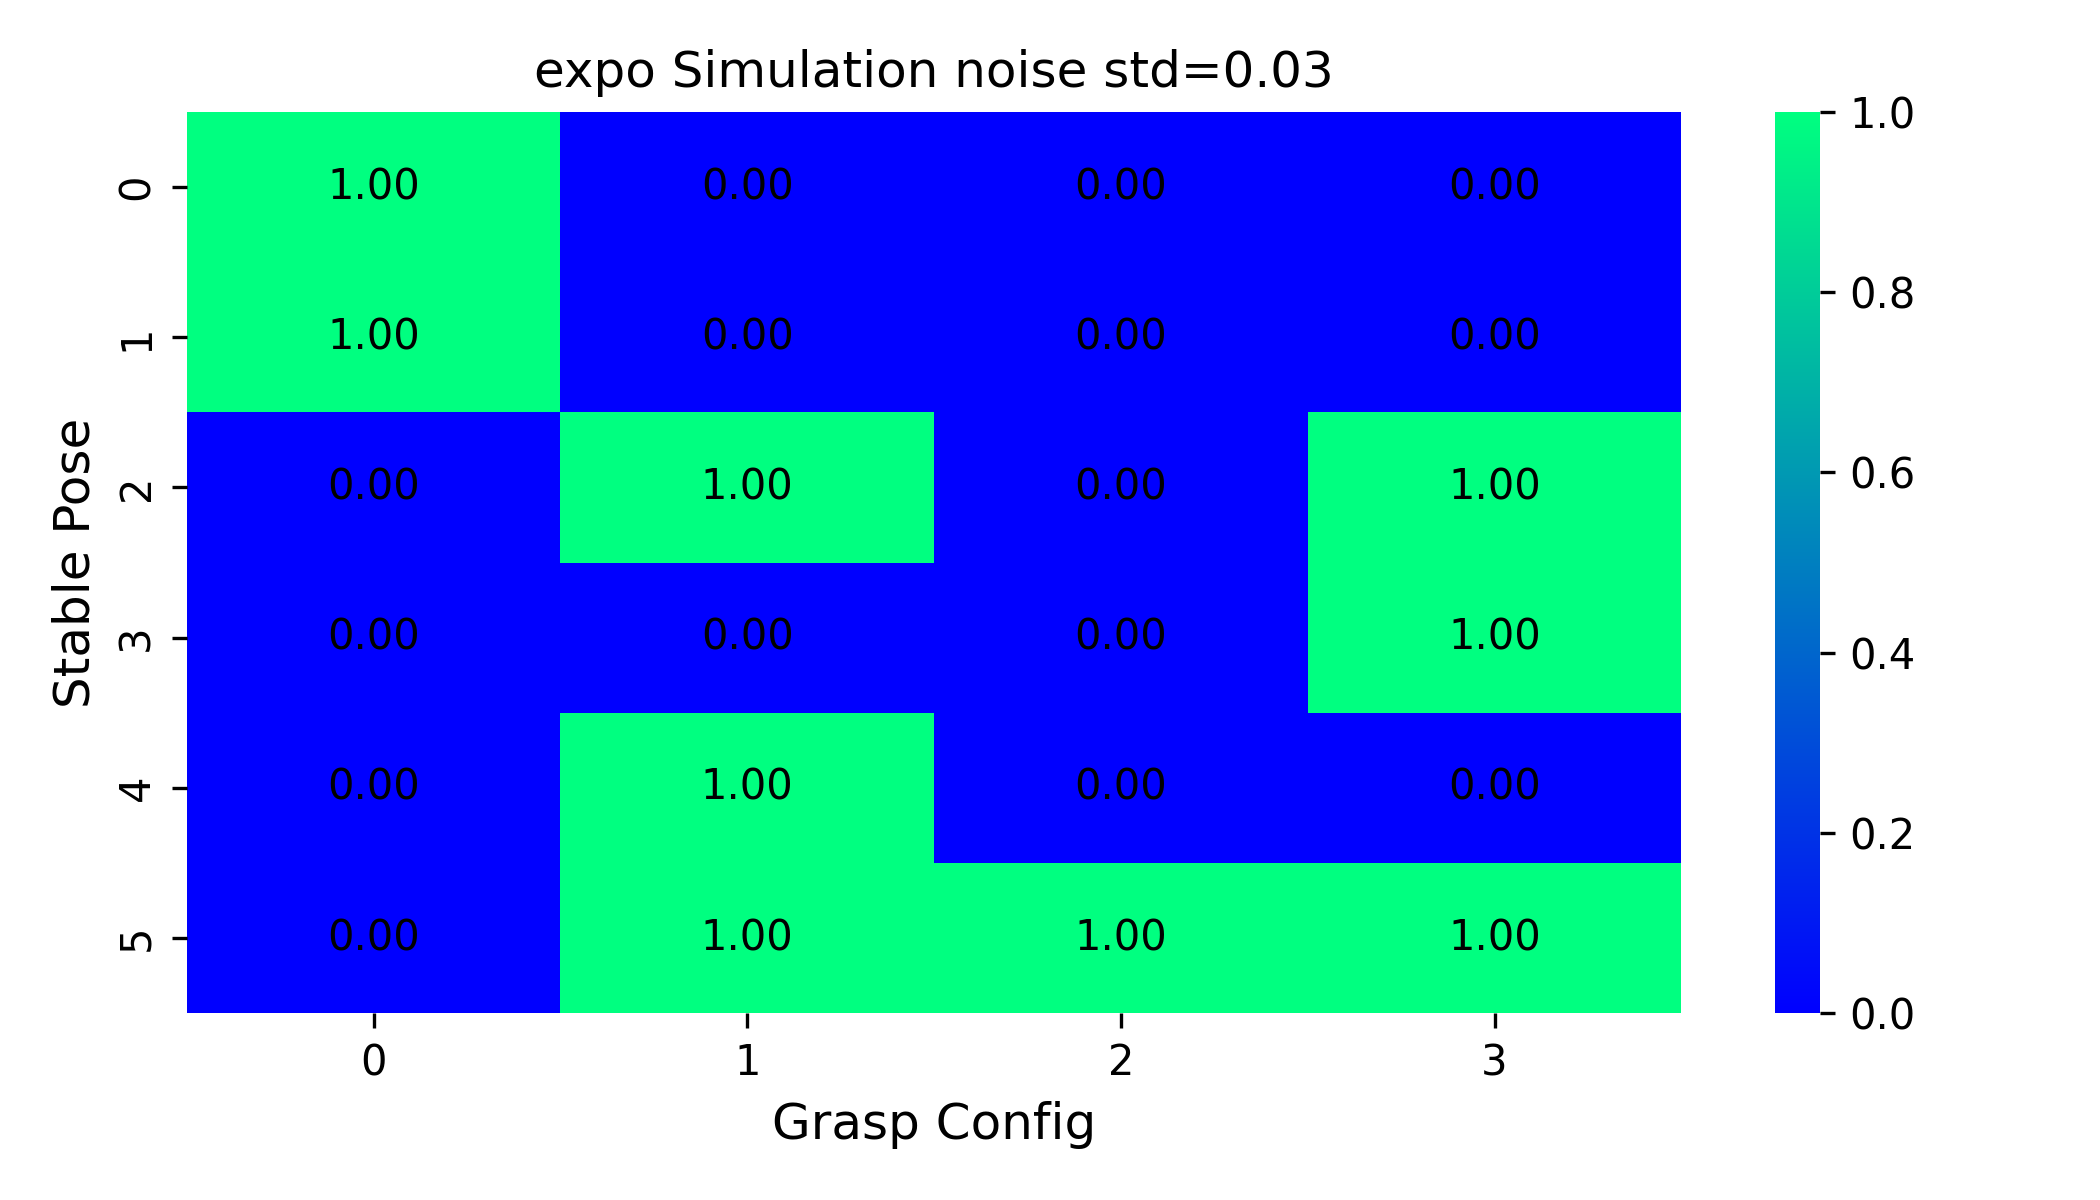 expo Simulation noise std=0.03
Stable Pose
0 1.00 0.00 0.00 0.00
1 1.00 0.00 0.00 0.00
2 0.00 1.00 0.00 1.00
3 0.00 0.00 0.00 1.00
4 0.00 1.00 0.00 0.00
5 0.00 1.00 1.00 1.00
0 1 2 3
Grasp Config
1.0
0.8
0.6
0.4
0.2
0.0